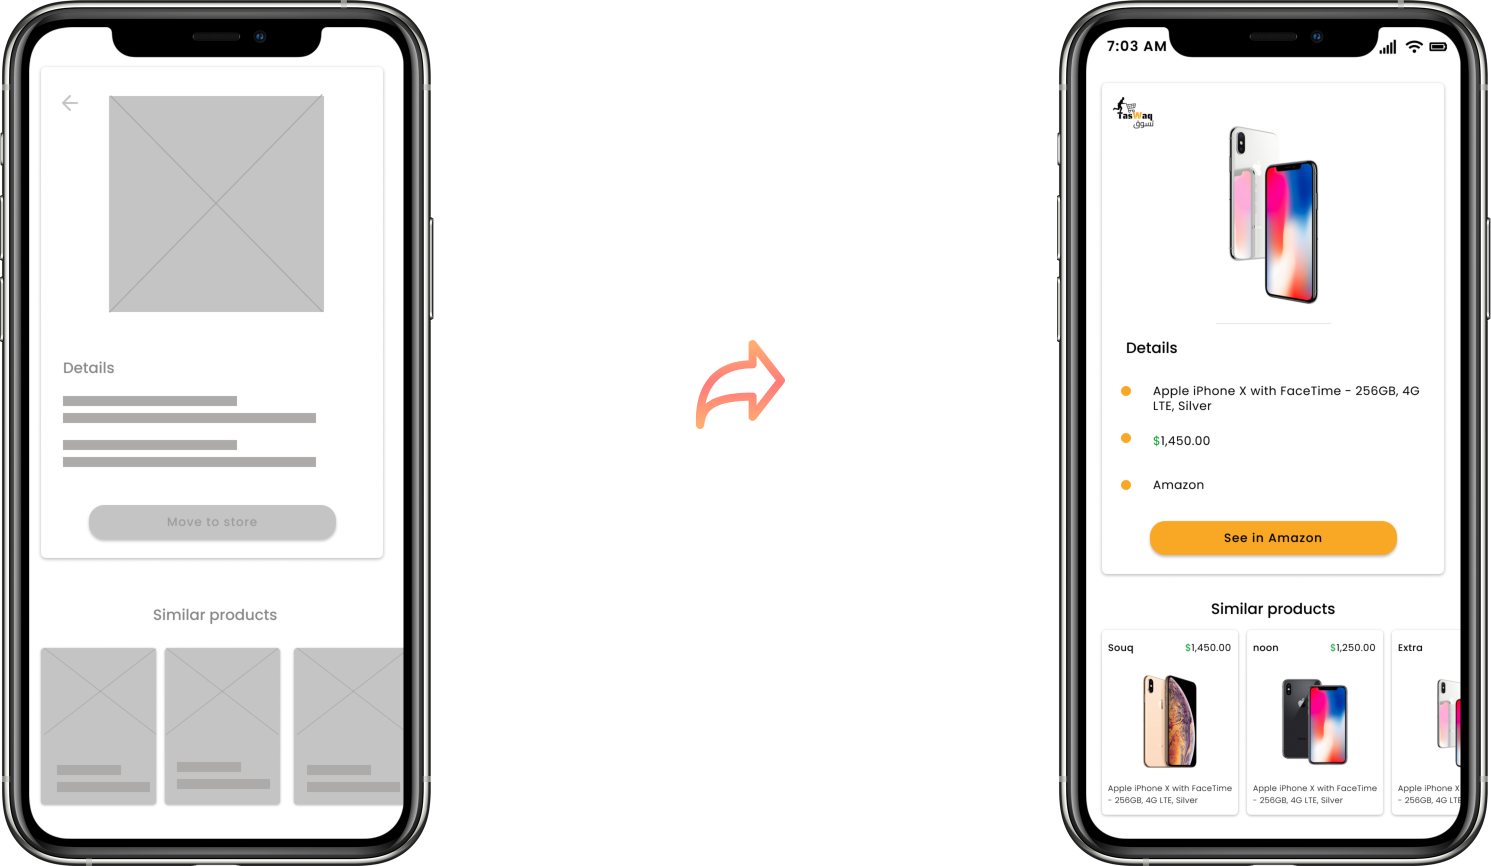 Details
Move to store
Similar products
7:03 AM
TasWaq
تسوق
Details
Apple iPhone X with FaceTime - 256GB, 4G
LTE, Silver
$1,450.00
Amazon
See in Amazon
Similar products
Souq $1,450.00
noon $1,250.00
Extra
Apple iPhone X with FaceTime
- 256GB, 4G LTE, Silver
Apple iPhone X with FaceTime
- 256GB, 4G LTE, Silver
Apple iPhone X
- 256GB, 4G LT